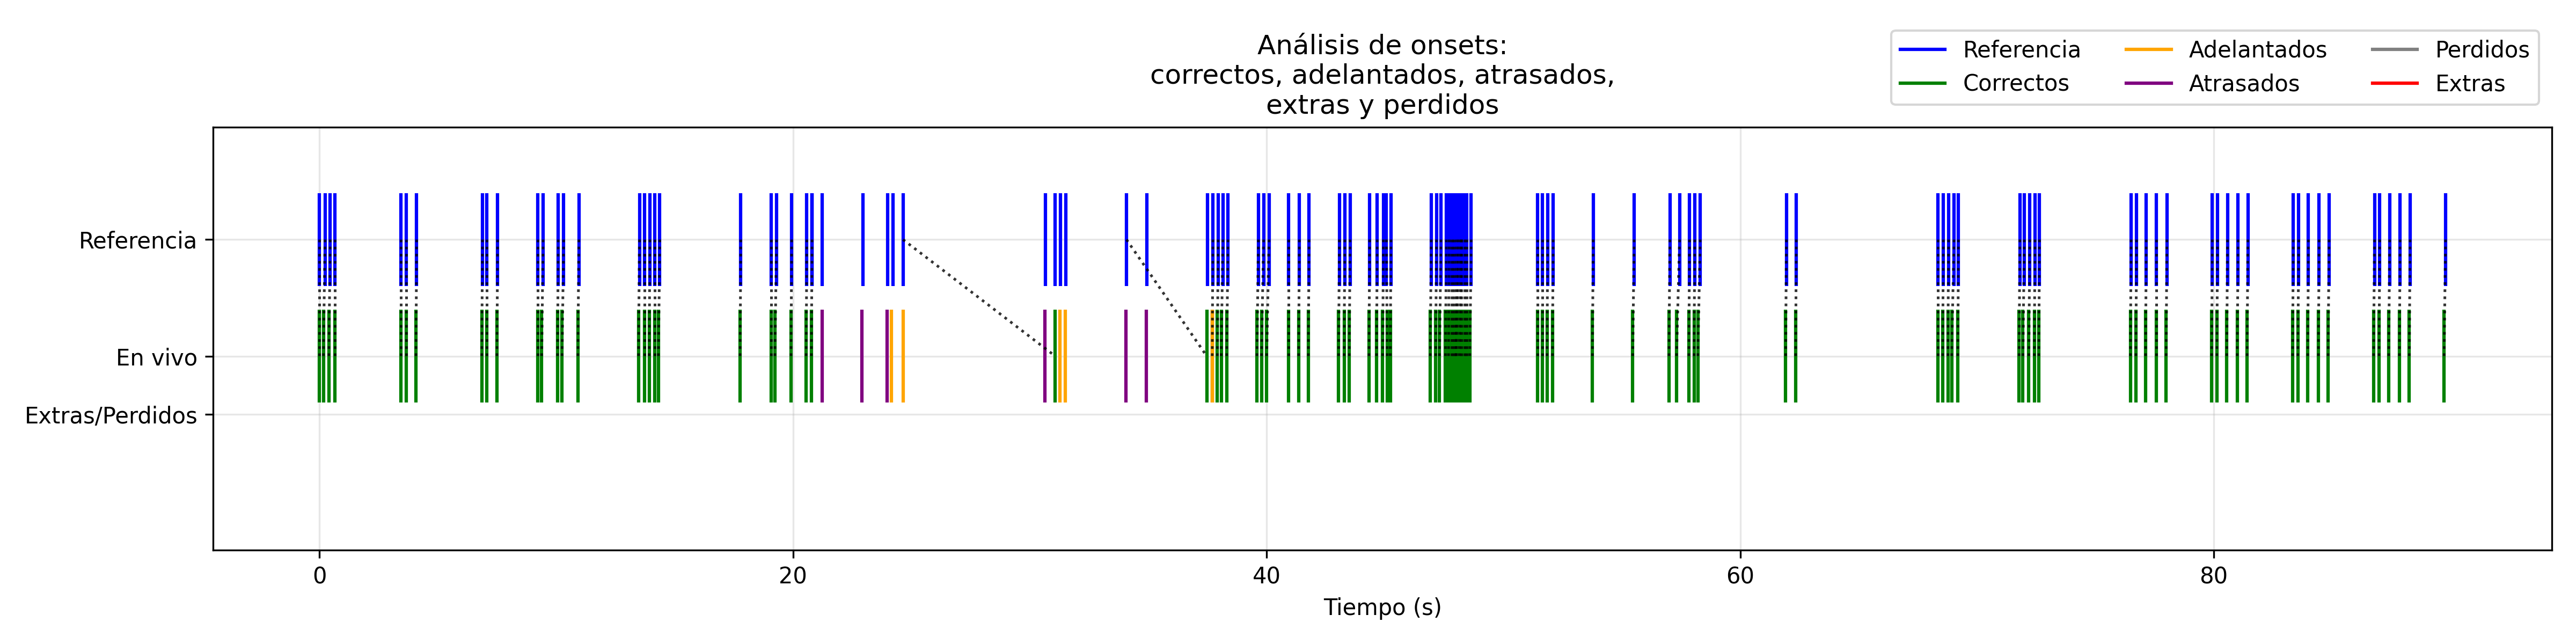 Análisis de onsets:
correctos, adelantados, atrasados,
extras y perdidos
Referencia
Correctos
Adelantados
Atrasados
Perdidos
Extras
Referencia
En vivo
Extras/Perdidos
0
20
40
60
80
Tiempo (s)